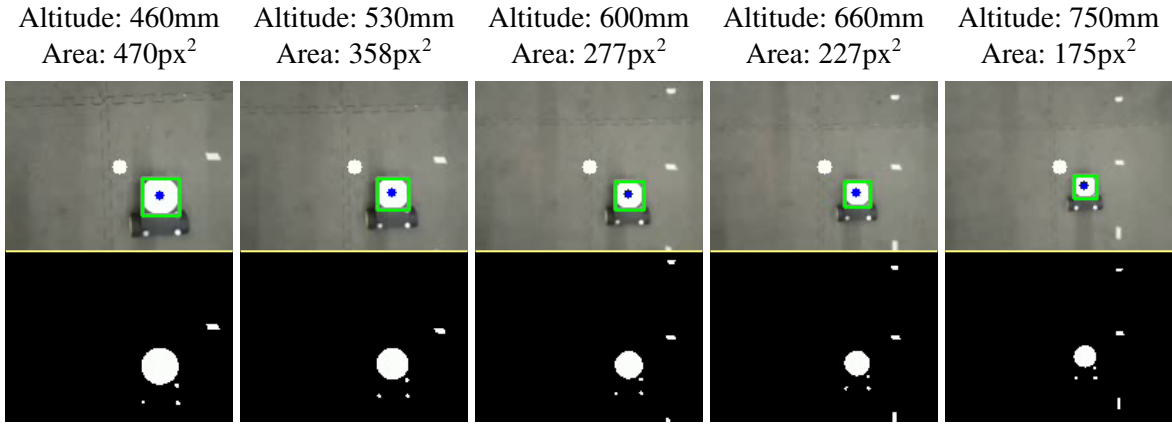 Altitude: 460mm
Area: 470px²
Altitude: 530mm
Area: 358px²
Altitude: 600mm
Area: 277px²
Altitude: 660mm
Area: 227px²
Altitude: 750mm
Area: 175px²